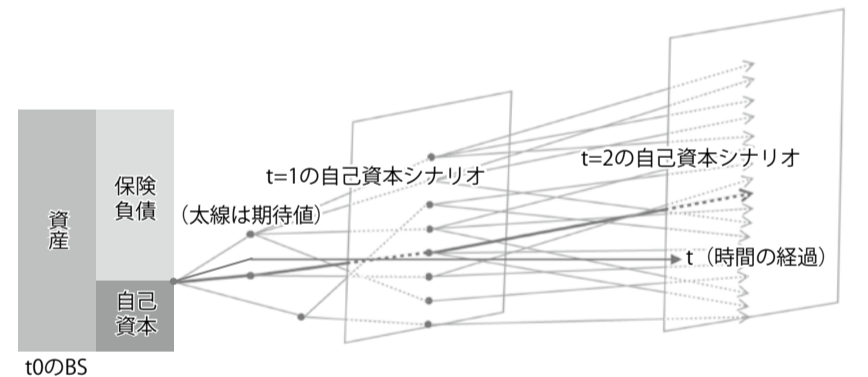 資産
保険
負債
自己
資本
t0のBS
（太線は期待値）
t=1の自己資本シナリオ
t=2の自己資本シナリオ
t（時間の経過）